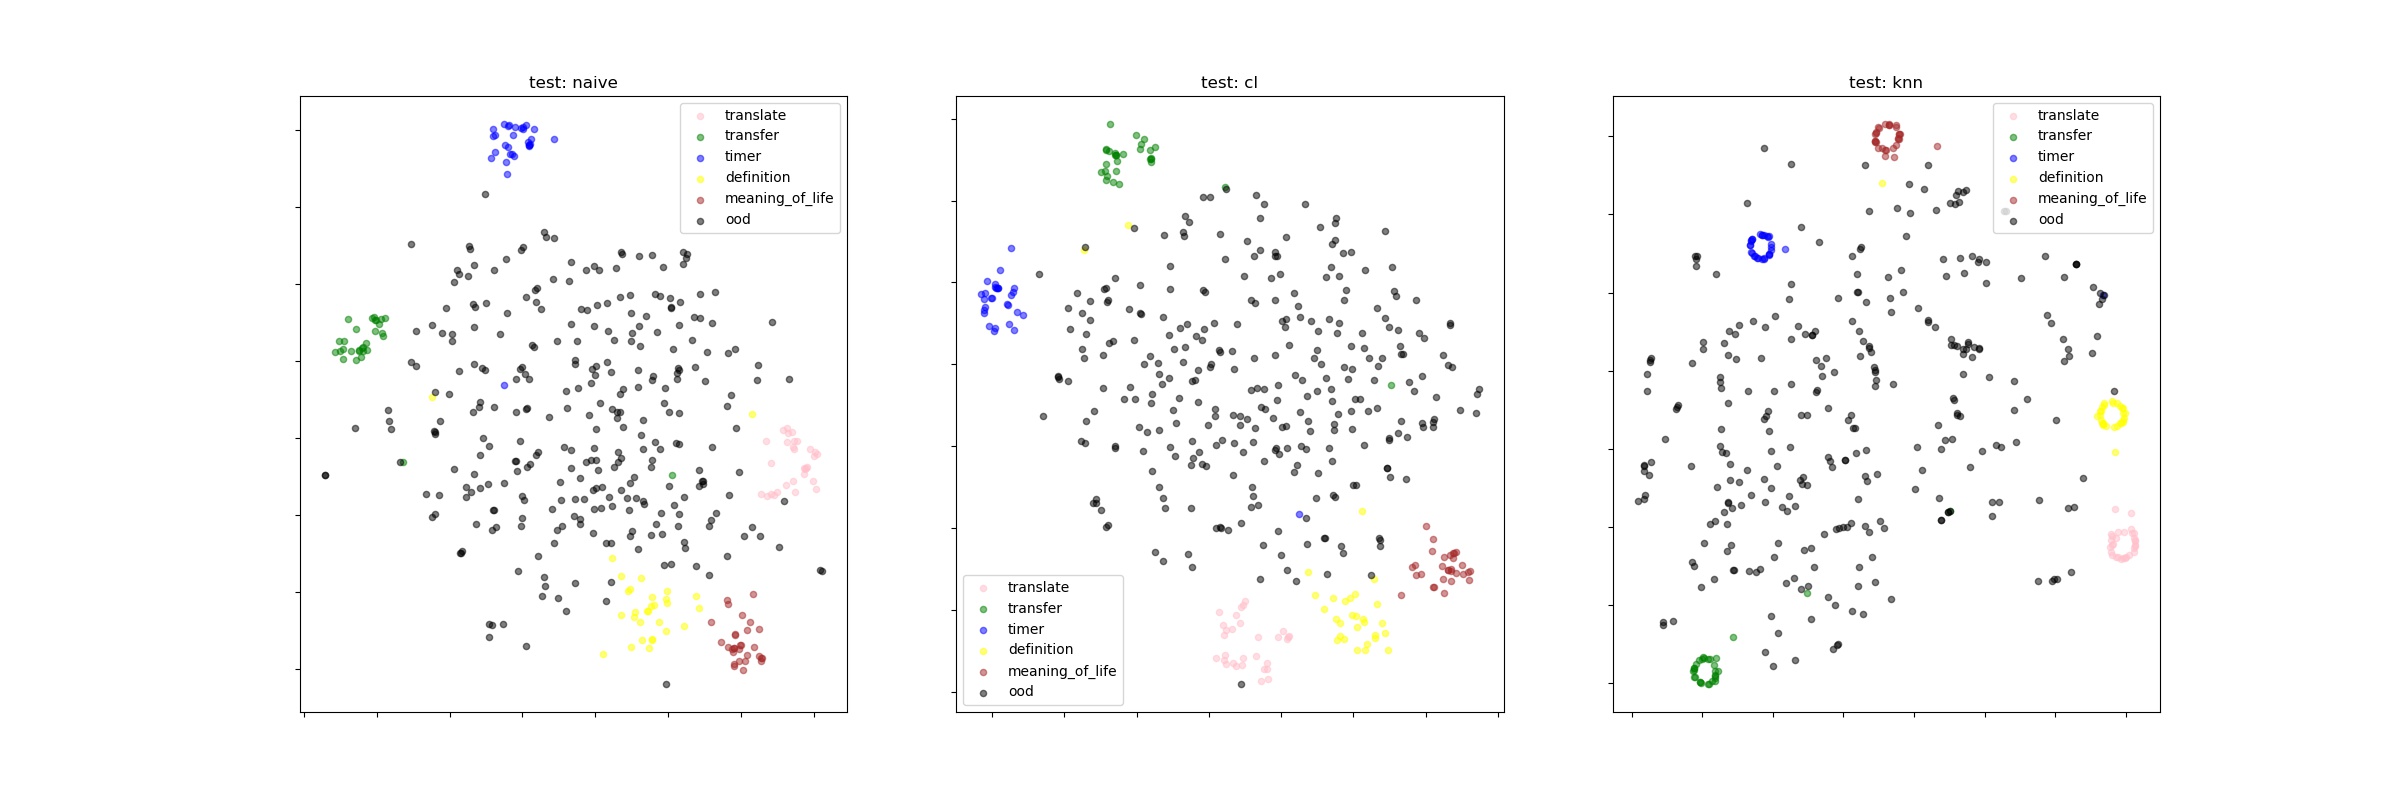 test: naive
translate
transfer
timer
definition
meaning_of_life
ood
test: cl
translate
transfer
timer
definition
meaning_of_life
ood
test: knn
translate
transfer
timer
definition
meaning_of_life
ood